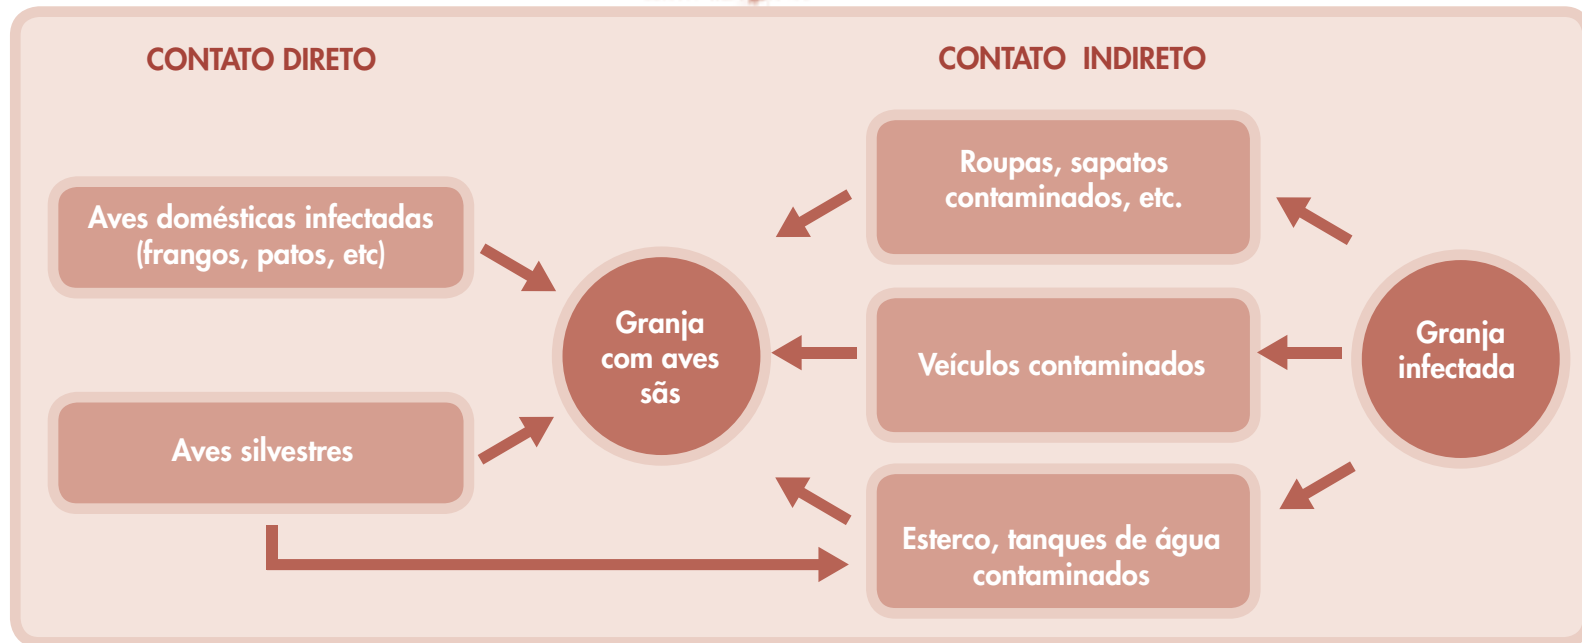 CONTATO DIRETO
CONTATO INDIRETO
Aves domésticas infectadas
(frangos, patos, etc)
Aves silvestres
Granja
com aves
sãs
Roupas, sapatos
contaminados, etc.
Veículos contaminados
Esterco, tanques de água
contaminados
Granja
infectada